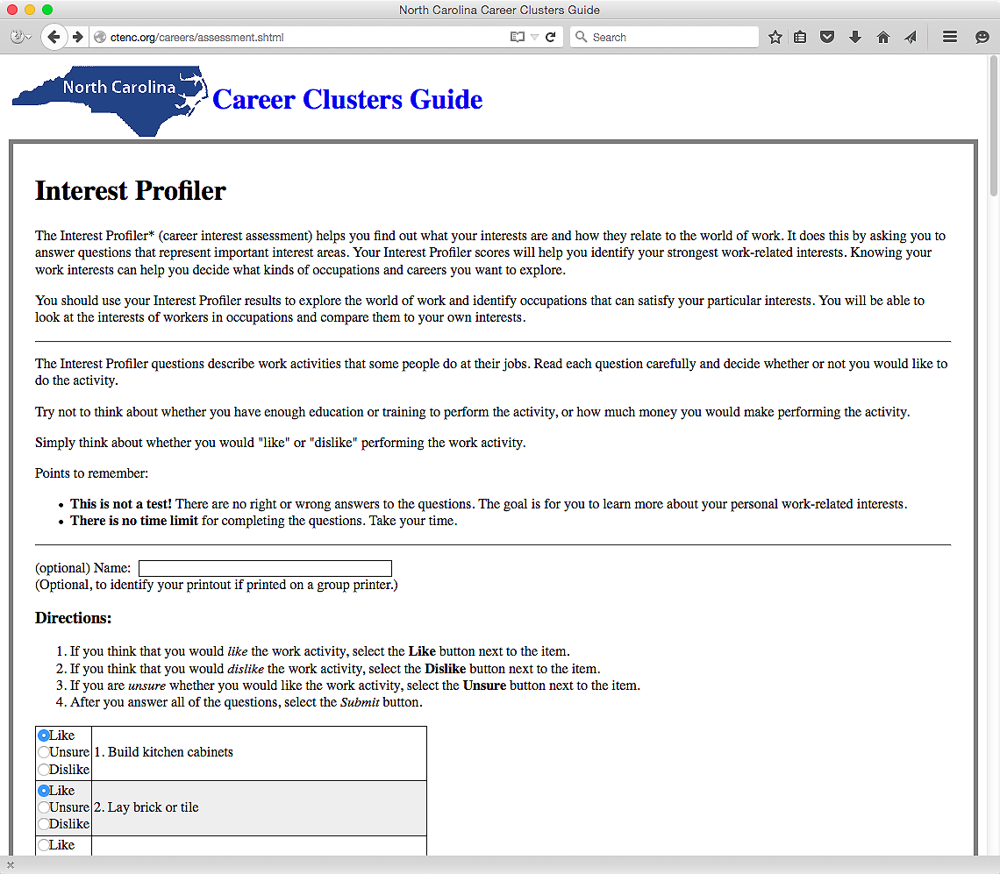 North Carolina Career Clusters Guide
ctenc.org/careers/assessment.shtml
Search
North Carolina
Career Clusters Guide
Interest Profiler
The Interest Profiler* (career interest assessment) helps you find out what your interests are and how they relate to the world of work. It does this by asking you to
answer questions that represent important interest areas. Your Interest Profiler scores will help you identify your strongest work-related interests. Knowing your
work interests can help you decide what kinds of occupations and careers you want to explore.
You should use your Interest Profiler results to explore the world of work and identify occupations that can satisfy your particular interests. You will be able to
look at the interests of workers in occupations and compare them to your own interests.
The Interest Profiler questions describe work activities that some people do at their jobs. Read each question carefully and decide whether or not you would like to
do the activity.
Try not to think about whether you have enough education or training to perform the activity, or how much money you would make performing the activity.
Simply think about whether you would "like" or "dislike" performing the work activity.
Points to remember:
• This is not a test! There are no right or wrong answers to the questions. The goal is for you to learn more about your personal work-related interests.
• There is no time limit for completing the questions. Take your time.
(optional) Name:
(Optional, to identify your printout if printed on a group printer.)
Directions:
1. If you think that you would like the work activity, select the Like button next to the item.
2. If you think that you would dislike the work activity, select the Dislike button next to the item.
3. If you are unsure whether you would like the work activity, select the Unsure button next to the item.
4. After you answer all of the questions, select the Submit button.
Like
Unsure
Dislike
1. Build kitchen cabinets
Like
Unsure
Dislike
2. Lay brick or tile
Like